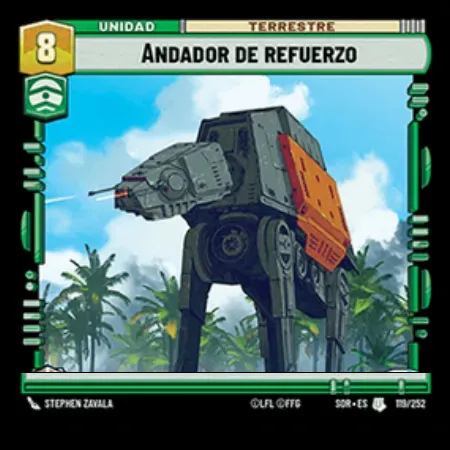 UNIDAD
TERRESTRE
8
ANDADOR DE REFUERZO
STEPHEN ZAVALA
©LFL ©FFG
SOR • ES
119/252